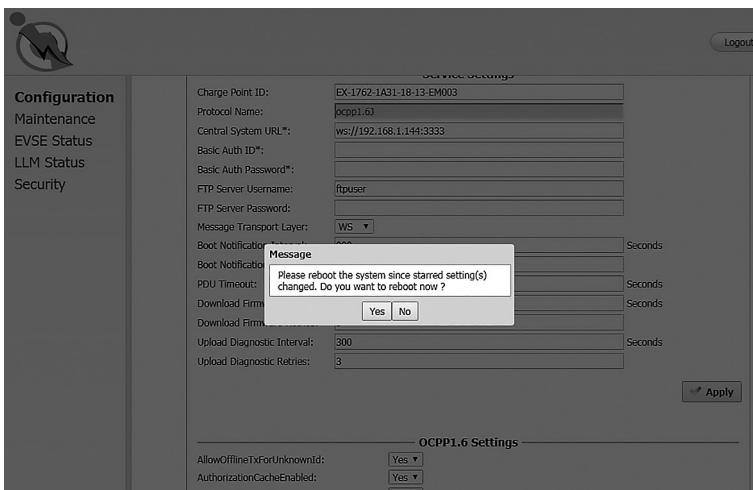 Logout
Service Settings
Configuration
Maintenance
EVSE Status
LLM Status
Security
Charge Point ID: EX-1762-1A31-18-13-EM003
Protocol Name: ocpp1.6J
Central System URL*: ws://192.168.1.144:3333
Basic Auth ID*:
Basic Auth Password*:
FTP Server Username: ftpuser
FTP Server Password:
Message Transport Layer: WS
Boot Notification Seconds
Boot Notification
PDU Timeout: Seconds
Download Seconds
Download
Message
Please reboot the system since starred setting(s)
changed. Do you want to reboot now ?
Yes No
Upload Diagnostic Interval: 300 Seconds
Upload Diagnostic Retries: 3
Apply
OCPP1.6 Settings
AllowOfflineTxForUnknownId: Yes
AuthorizationCacheEnabled: Yes